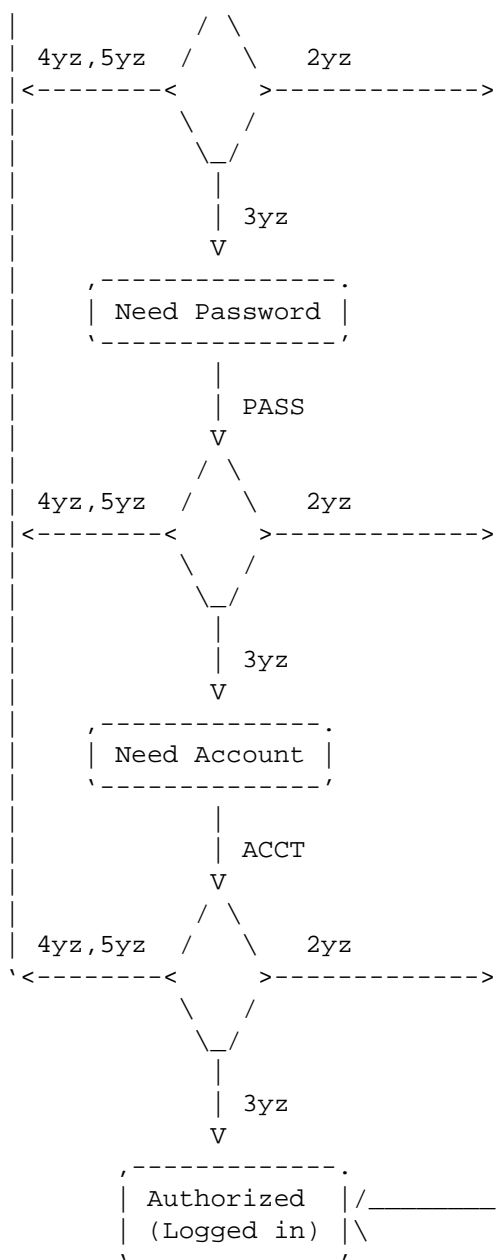 4yz,5yz 2yz
3yz
Need Password
PASS
4yz,5yz 2yz
3yz
Need Account
ACCT
4yz,5yz 2yz
3yz
Authorized
(Logged in)